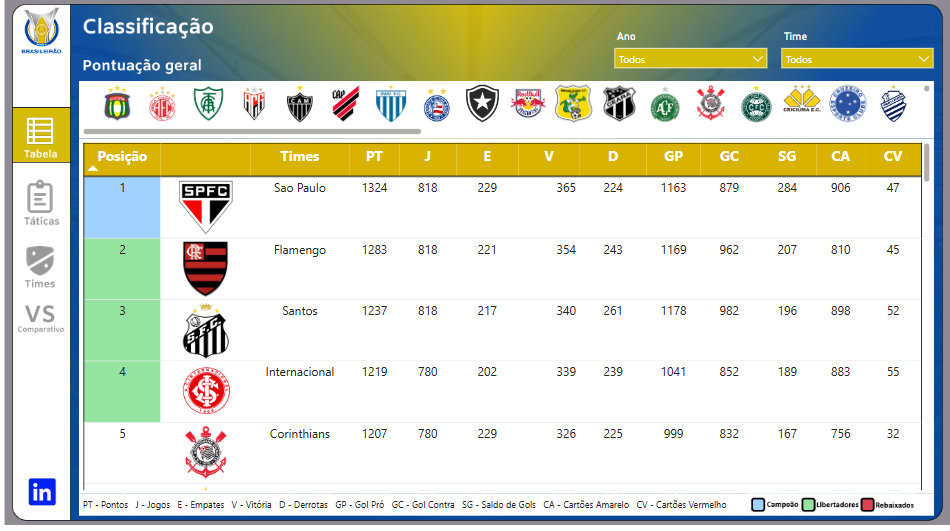 BRASILEIRÃO
Classificação
Pontuação geral
Ano
Todos
Time
Todos
Tabela
Táticas
Times
VS
Comparativo
Posição Times PT J E V D GP GC SG CA CV
1 SPFC Sao Paulo 1324 818 229 365 224 1163 879 284 906 47
2 Flamengo 1283 818 221 354 243 1169 962 207 810 45
3 Santos 1237 818 217 340 261 1178 982 196 898 52
4 Internacional 1219 780 202 339 239 1041 852 189 883 55
5 Corinthians 1207 780 229 326 225 999 832 167 756 32
PT - Pontos J - Jogos E - Empates V - Vitória D - Derrotas GP - Gol Pró GC - Gol Contra SG - Saldo de Gols CA - Cartões Amarelo CV - Cartões Vermelho
Campeão Libertadores Rebaixados
in
CAM
CAP
Red Bull
CRICIÚMA E.C.